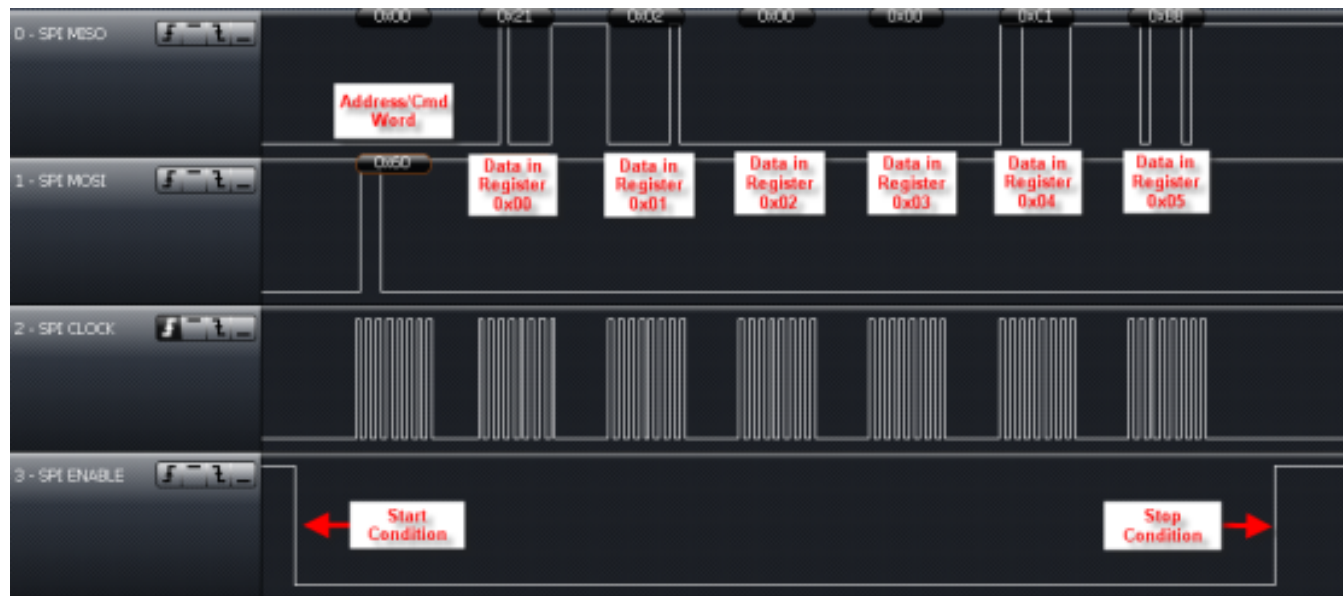 0x00
0x21
0x02
0x00
0x00
0xC1
0xBB
0 - SPI MISO
Address/Cmd
Word
0x60
1 - SPI MOSI
Data in
Register
0x00
Data in
Register
0x01
Data in
Register
0x02
Data in
Register
0x03
Data in
Register
0x04
Data in
Register
0x05
2 - SPI CLOCK
3 - SPI ENABLE
Start
Condition
Stop
Condition